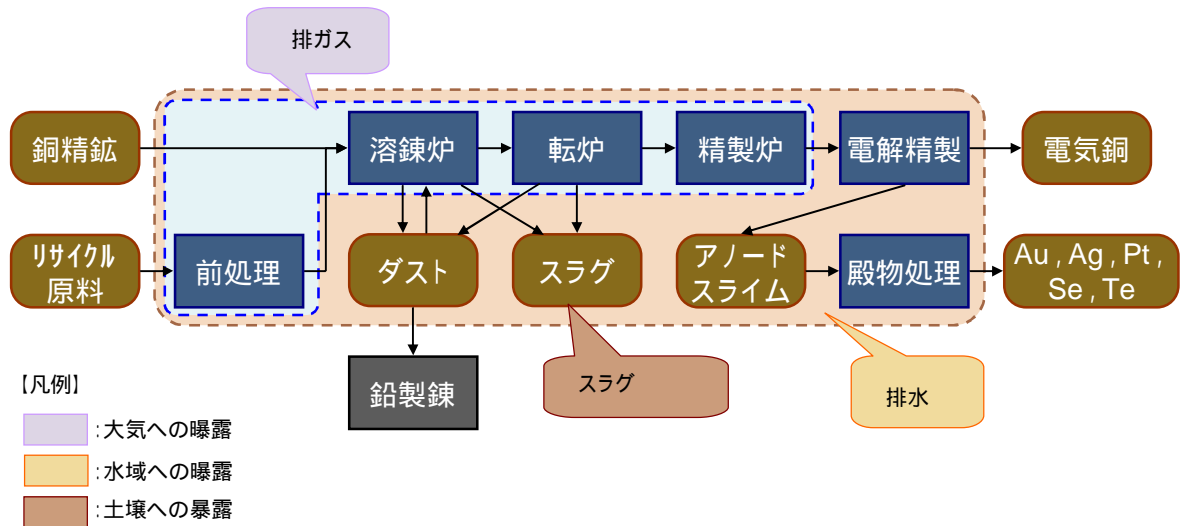 排ガス
銅精鉱
溶錬炉
転炉
精製炉
電解精製
電気銅
リサイクル
原料
前処理
ダスト
スラグ
アノード
スライム
殿物処理
Au , Ag , Pt ,
Se , Te
鉛製錬
スラグ
排水
【凡例】
:大気への曝露
:水域への曝露
:土壌への暴露